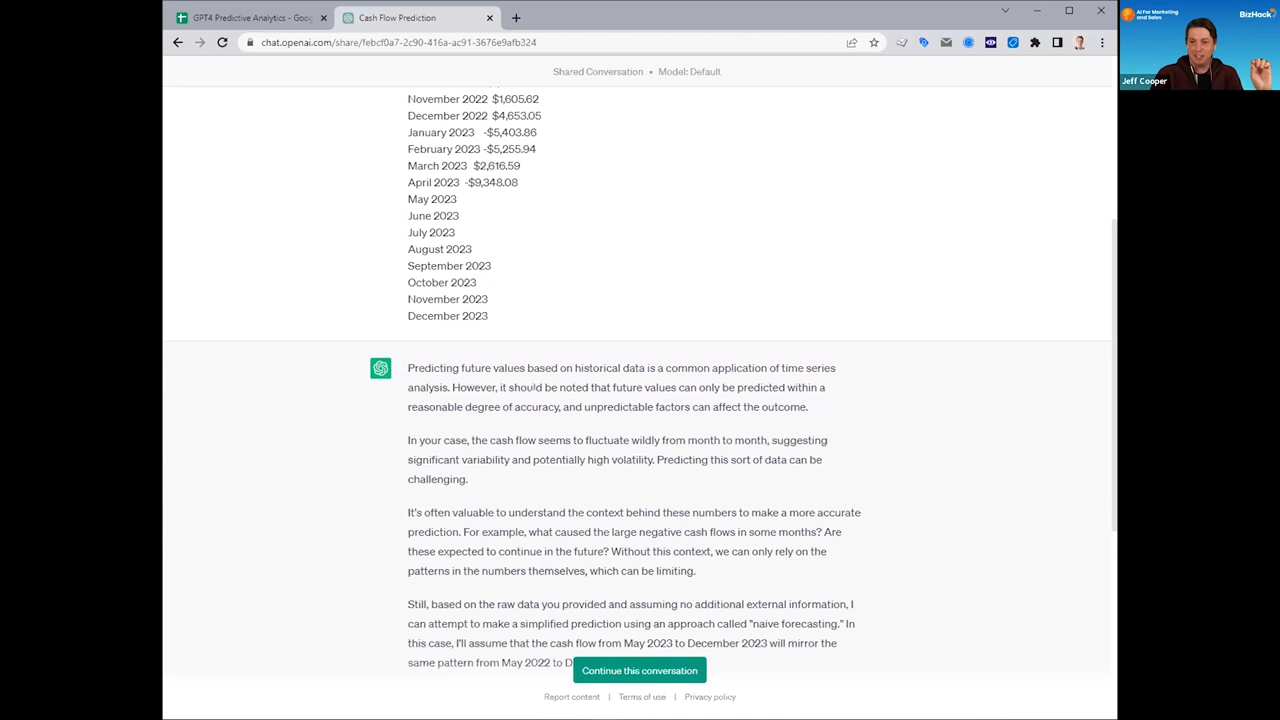 GPT4 Predictive Analytics - Goog
Cash Flow Prediction
chat.openai.com/share/febcf0a7-2c90-416a-ac91-3676e9afb324
AI For Marketing
and Sales
BizHack
Jeff Cooper
Shared Conversation • Model: Default
November 2022 $1,605.62
December 2022 $4,653.05
January 2023 -$5,403.86
February 2023 -$5,255.94
March 2023 $2,616.59
April 2023 -$9,348.08
May 2023
June 2023
July 2023
August 2023
September 2023
October 2023
November 2023
December 2023
Predicting future values based on historical data is a common application of time series
analysis. However, it should be noted that future values can only be predicted within a
reasonable degree of accuracy, and unpredictable factors can affect the outcome.
In your case, the cash flow seems to fluctuate wildly from month to month, suggesting
significant variability and potentially high volatility. Predicting this sort of data can be
challenging.
It's often valuable to understand the context behind these numbers to make a more accurate
prediction. For example, what caused the large negative cash flows in some months? Are
these expected to continue in the future? Without this context, we can only rely on the
patterns in the numbers themselves, which can be limiting.
Still, based on the raw data you provided and assuming no additional external information, I
can attempt to make a simplified prediction using an approach called "naive forecasting." In
this case, I'll assume that the cash flow from May 2023 to December 2023 will mirror the
same pattern from May 2022 to D
Continue this conversation
Report content | Terms of use | Privacy policy